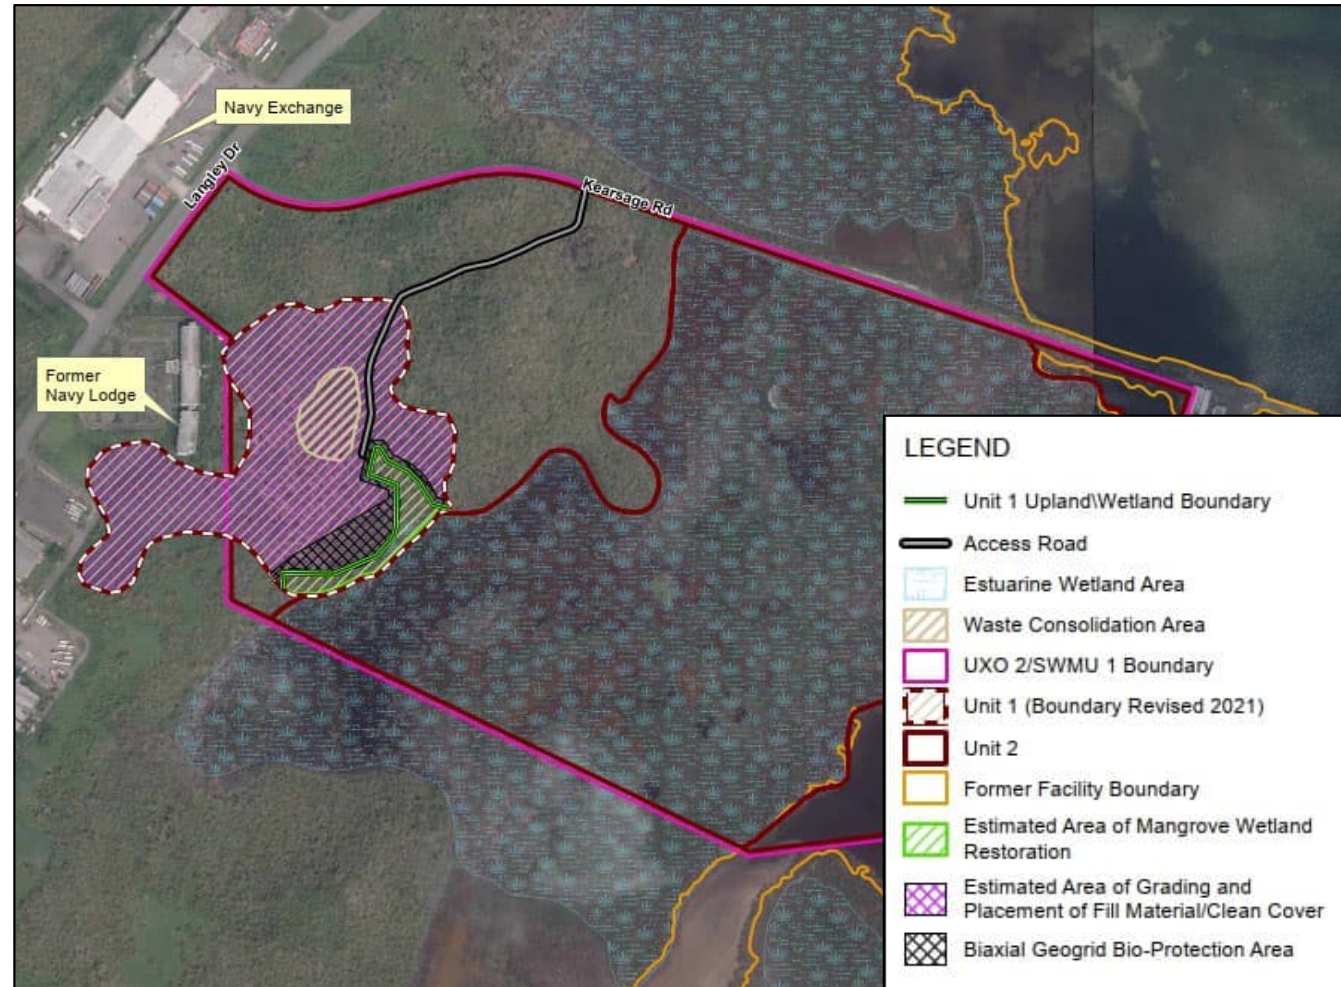 Navy Exchange
Langley Dr
Kearsage Rd
Former
Navy Lodge
LEGEND
Unit 1 Upland\Wetland Boundary
Access Road
Estuarine Wetland Area
Waste Consolidation Area
UXO 2/SWMU 1 Boundary
Unit 1 (Boundary Revised 2021)
Unit 2
Former Facility Boundary
Estimated Area of Mangrove Wetland
Restoration
Estimated Area of Grading and
Placement of Fill Material/Clean Cover
Biaxial Geogrid Bio-Protection Area